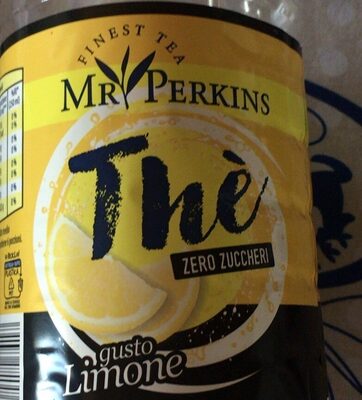 FINEST TEA
MR PERKINS
Thè
ZERO ZUCCHERI
gusto
Limone